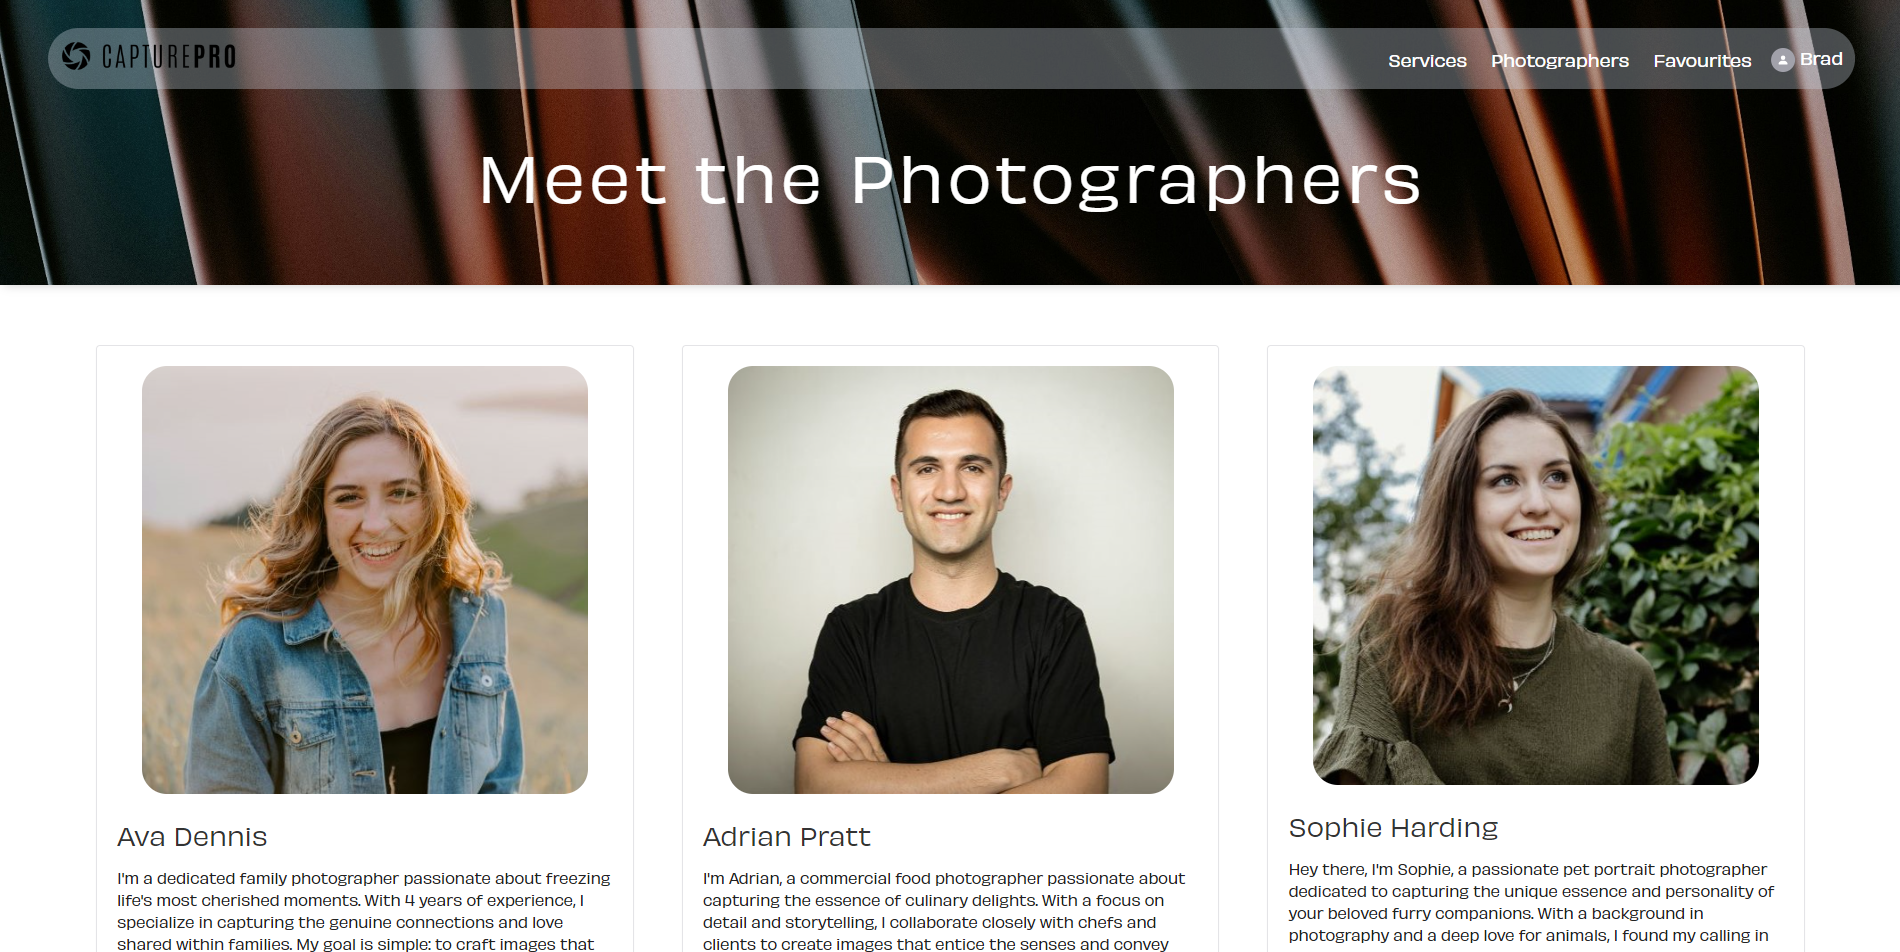 CAPTUREPRO
Services Photographers Favourites Brad
Meet the Photographers
Ava Dennis
I'm a dedicated family photographer passionate about freezing
life's most cherished moments. With 4 years of experience, I
specialize in capturing the genuine connections and love
shared within families. My goal is simple: to craft images that
Adrian Pratt
I'm Adrian, a commercial food photographer passionate about
capturing the essence of culinary delights. With a focus on
detail and storytelling, I collaborate closely with chefs and
clients to create images that entice the senses and convey
Sophie Harding
Hey there, I'm Sophie, a passionate pet portrait photographer
dedicated to capturing the unique essence and personality of
your beloved furry companions. With a background in
photography and a deep love for animals, I found my calling in